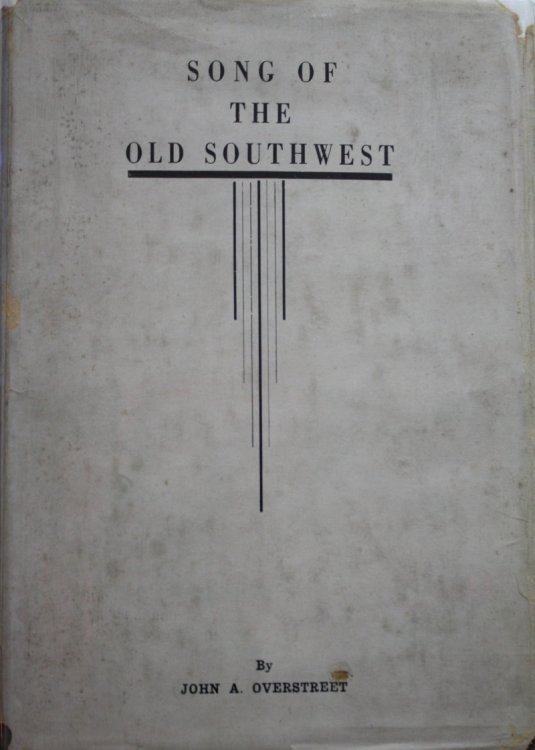 SONG OF
THE
OLD SOUTHWEST
By
JOHN A. OVERSTREET